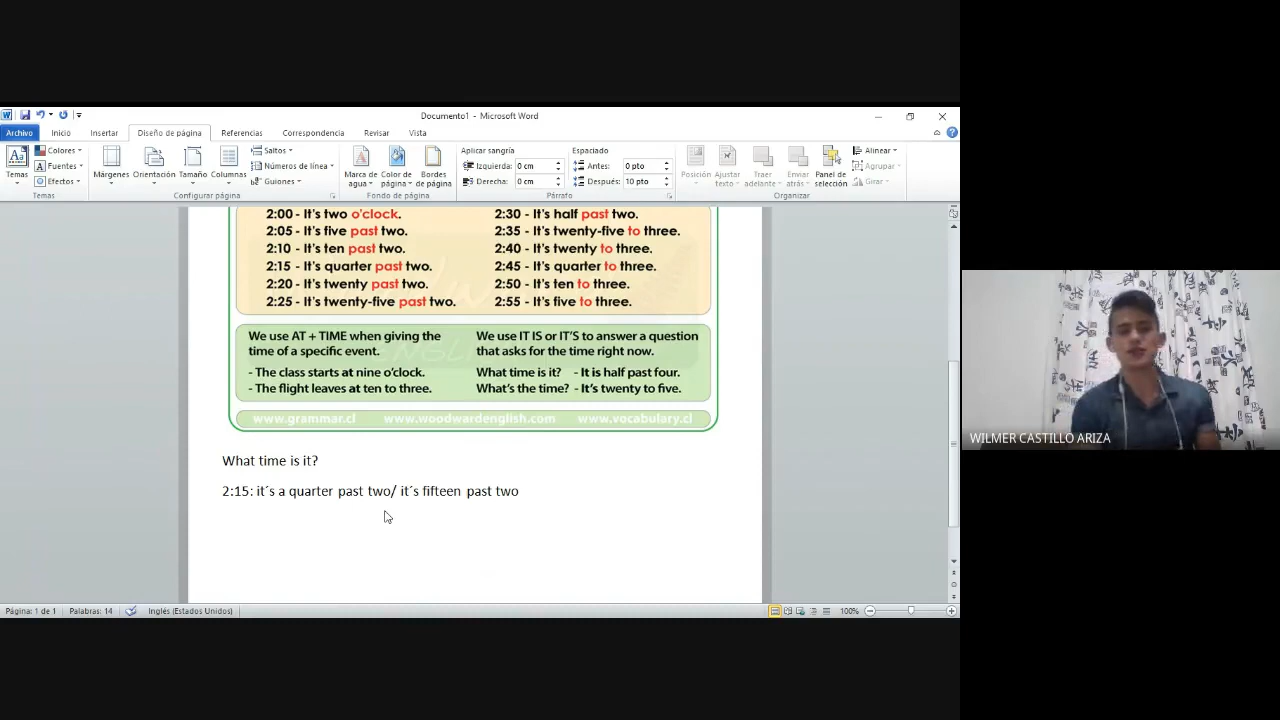 Documento1 - Microsoft Word
Archivo Inicio Insertar Diseño de página Referencias Correspondencia Revisar Vista
Temas
Colores
Fuentes
Efectos
Temas
Márgenes Orientación Tamaño Columnas
Saltos
Números de línea
Guiones
Configurar página
Marca de agua
Color de página
Bordes de página
Fondo de página
Aplicar sangría
Izquierda: 0 cm
Derecha: 0 cm
Espaciado
Antes: 0 pto
Después: 10 pto
Párrafo
Posición
Ajustar texto
Traer adelante
Enviar atrás
Panel de selección
Alinear
Agrupar
Girar
Organizar
2:00 - It's two o'clock.
2:05 - It's five past two.
2:10 - It's ten past two.
2:15 - It's quarter past two.
2:20 - It's twenty past two.
2:25 - It's twenty-five past two.
2:30 - It's half past two.
2:35 - It's twenty-five to three.
2:40 - It's twenty to three.
2:45 - It's quarter to three.
2:50 - It's ten to three.
2:55 - It's five to three.
We use AT + TIME when giving the
time of a specific event.
- The class starts at nine o'clock.
- The flight leaves at ten to three.
We use IT IS or IT'S to answer a question
that asks for the time right now.
What time is it? - It is half past four.
What's the time? - It's twenty to five.
www.grammar.cl www.woodwardenglish.com www.vocabulary.cl
What time is it?
2:15: it´s a quarter past two/ it´s fifteen past two
Página: 1 de 1 Palabras: 14 Inglés (Estados Unidos) 100%
WILMER CASTILLO ARIZA